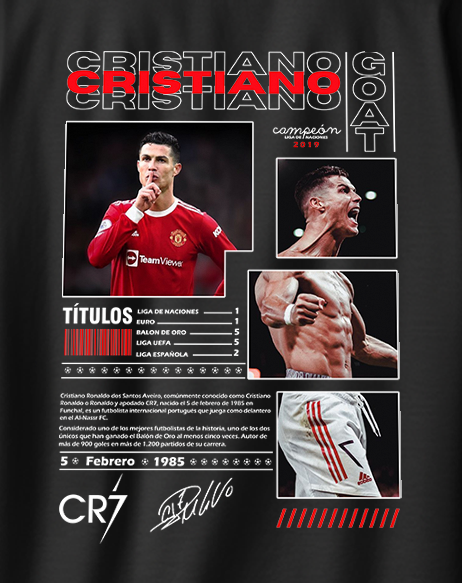 CRISTIANO
CRISTIANO
CRISTIANO
GOAT
campeón
LIGA DE NACIONES
2019
TeamViewer
TÍTULOS
LIGA DE NACIONES 1
EURO 1
BALÓN DE ORO 5
LIGA UEFA 5
LIGA ESPAÑOLA 2
Cristiano Ronaldo dos Santos Aveiro, comúnmente conocido como Cristiano
Ronaldo o Ronaldo y apodado CR7, nacido el 5 de febrero de 1985 en
Funchal, es un futbolista internacional portugués que juega como delantero
en el Al-Nassr FC.
Considerado uno de los mejores futbolistas de la historia, uno de los dos
únicos que han ganado el Balón de Oro al menos cinco veces. Autor de
más de 900 goles en más de 1.200 partidos de su carrera.
5 Febrero 1985
7
CR7